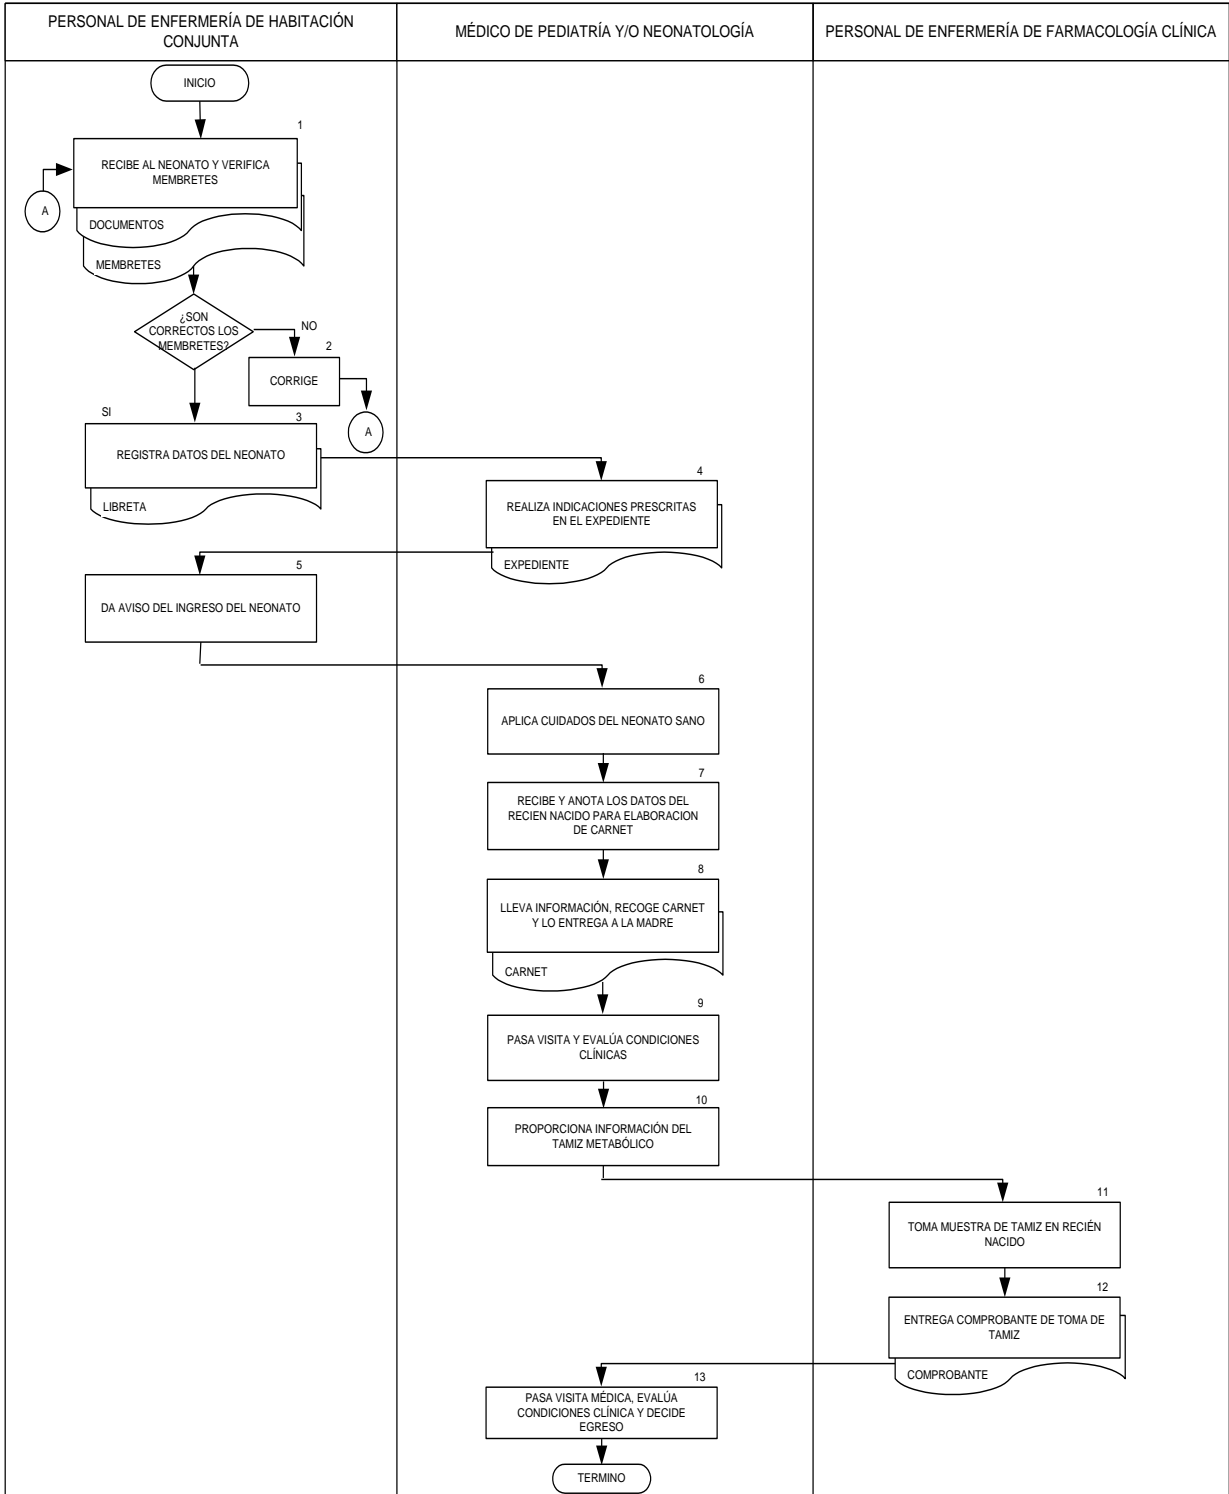 PERSONAL DE ENFERMERÍA DE HABITACIÓN
CONJUNTA
MÉDICO DE PEDIATRÍA Y/O NEONATOLOGÍA
PERSONAL DE ENFERMERÍA DE FARMACOLOGÍA CLÍNICA
INICIO
1
RECIBE AL NEONATO Y VERIFICA
MEMBRETES
A
DOCUMENTOS
MEMBRETES
¿SON
CORRECTOS LOS
MEMBRETES?
NO
2
CORRIGE
A
SI
3
REGISTRA DATOS DEL NEONATO
LIBRETA
4
REALIZA INDICACIONES PRESCRITAS
EN EL EXPEDIENTE
EXPEDIENTE
5
DA AVISO DEL INGRESO DEL NEONATO
6
APLICA CUIDADOS DEL NEONATO SANO
7
RECIBE Y ANOTA LOS DATOS DEL
RECIEN NACIDO PARA ELABORACION
DE CARNET
8
LLEVA INFORMACIÓN, RECOGE CARNET
Y LO ENTREGA A LA MADRE
CARNET
9
PASA VISITA Y EVALÚA CONDICIONES
CLÍNICAS
10
PROPORCIONA INFORMACIÓN DEL
TAMIZ METABÓLICO
11
TOMA MUESTRA DE TAMIZ EN RECIÉN
NACIDO
12
ENTREGA COMPROBANTE DE TOMA DE
TAMIZ
COMPROBANTE
13
PASA VISITA MÉDICA, EVALÚA
CONDICIONES CLÍNICA Y DECIDE
EGRESO
TERMINO